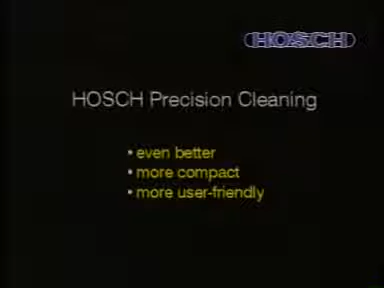 HOSCH
HOSCH Precision Cleaning
• even better
• more compact
• more user-friendly